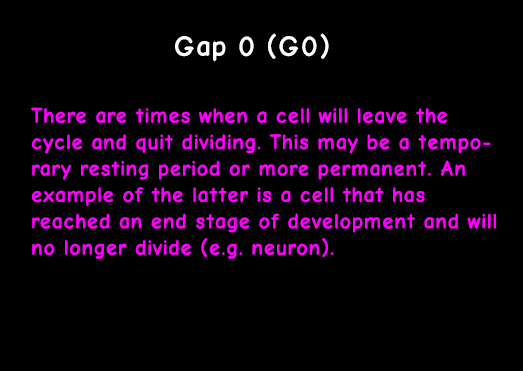 Gap 0 (G0)
There are times when a cell will leave the
cycle and quit dividing. This may be a tempo-
rary resting period or more permanent. An
example of the latter is a cell that has
reached an end stage of development and will
no longer divide (e.g. neuron).